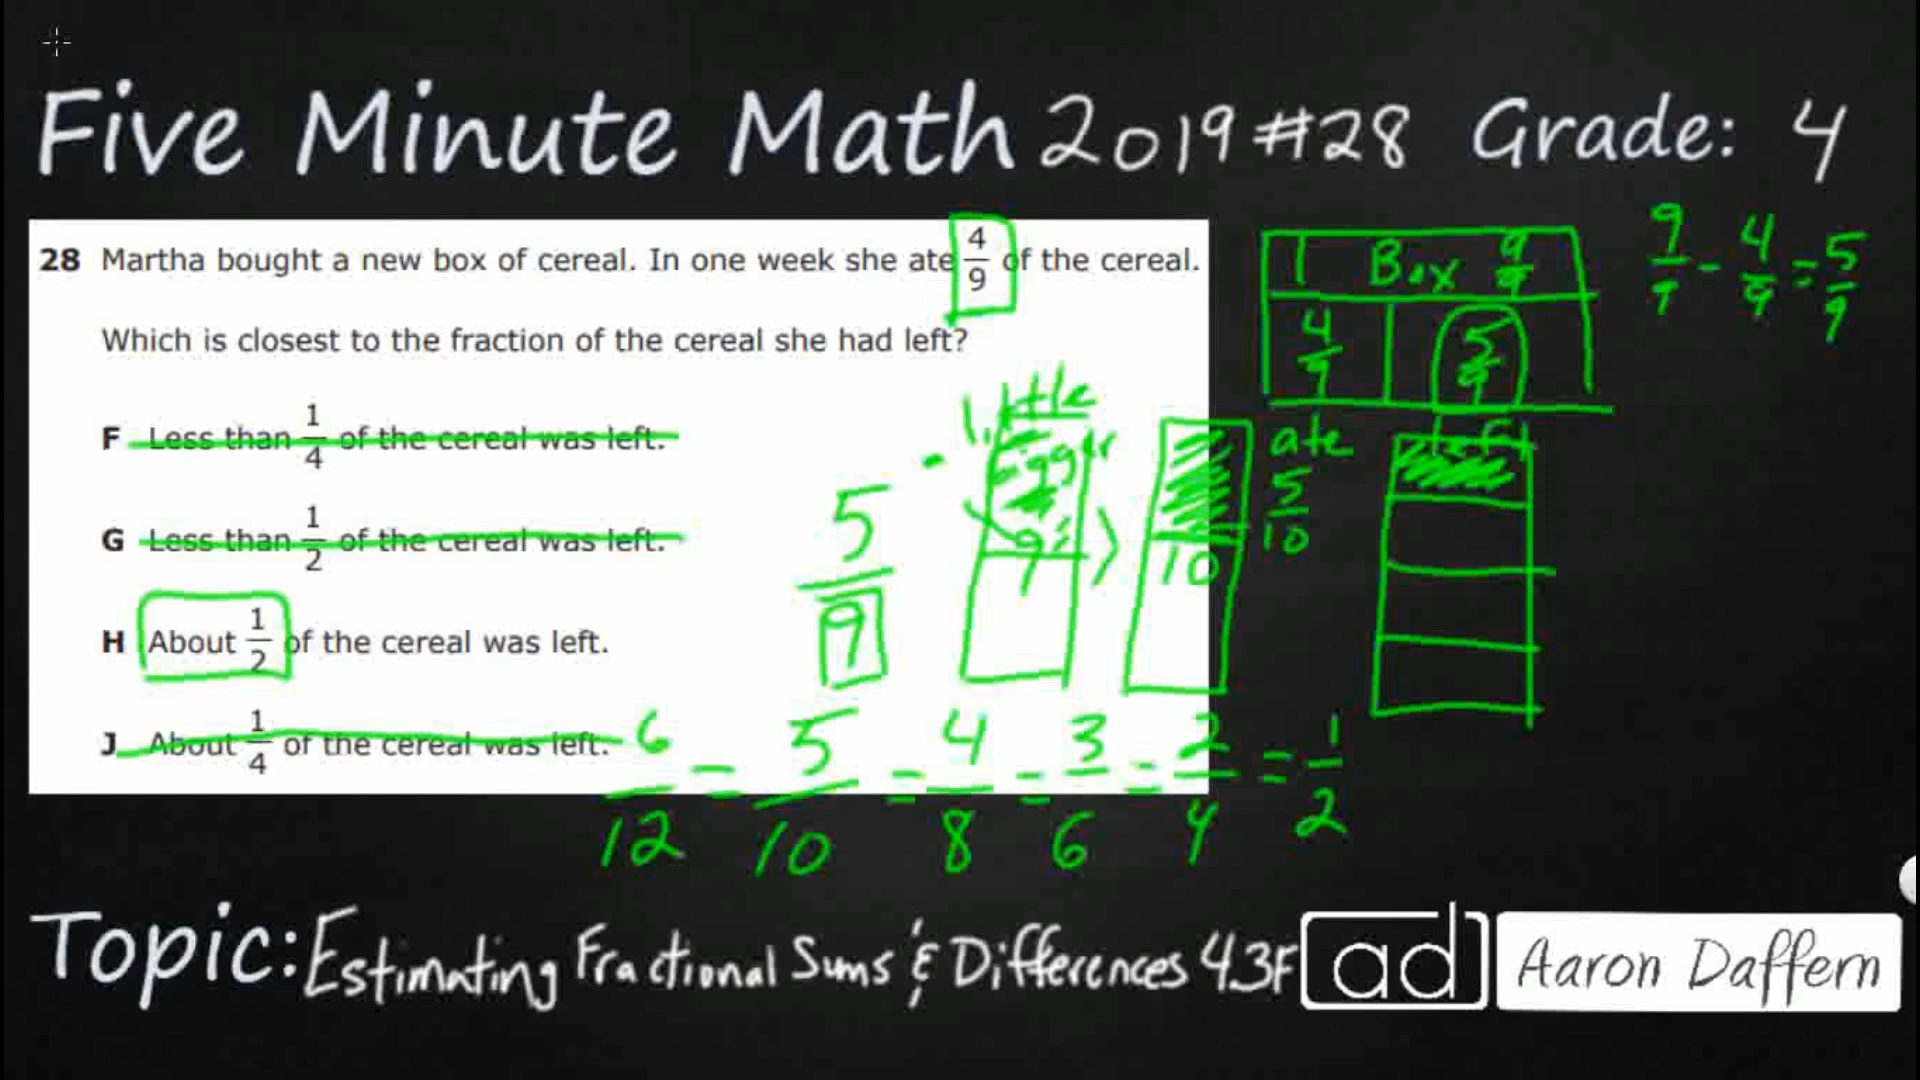 Five Minute Math 2019 #28 Grade: 4
28 Martha bought a new box of cereal. In one week she ate 4/9 of the cereal.
Which is closest to the fraction of the cereal she had left?
F Less than 1/4 of the cereal was left.
G Less than 1/2 of the cereal was left.
H About 1/2 of the cereal was left.
J About 1/4 of the cereal was left.
1 Box 9/9
4/9 5/9
9/9 - 4/9 = 5/9
ate left
5/10
Little
bigger
5/9
9 > 10
6/12 = 5/10 = 4/8 = 3/6 = 2/4 = 1/2
Topic: Estimating Fractional Sums & Differences 4.3F
ad Aaron Daffern